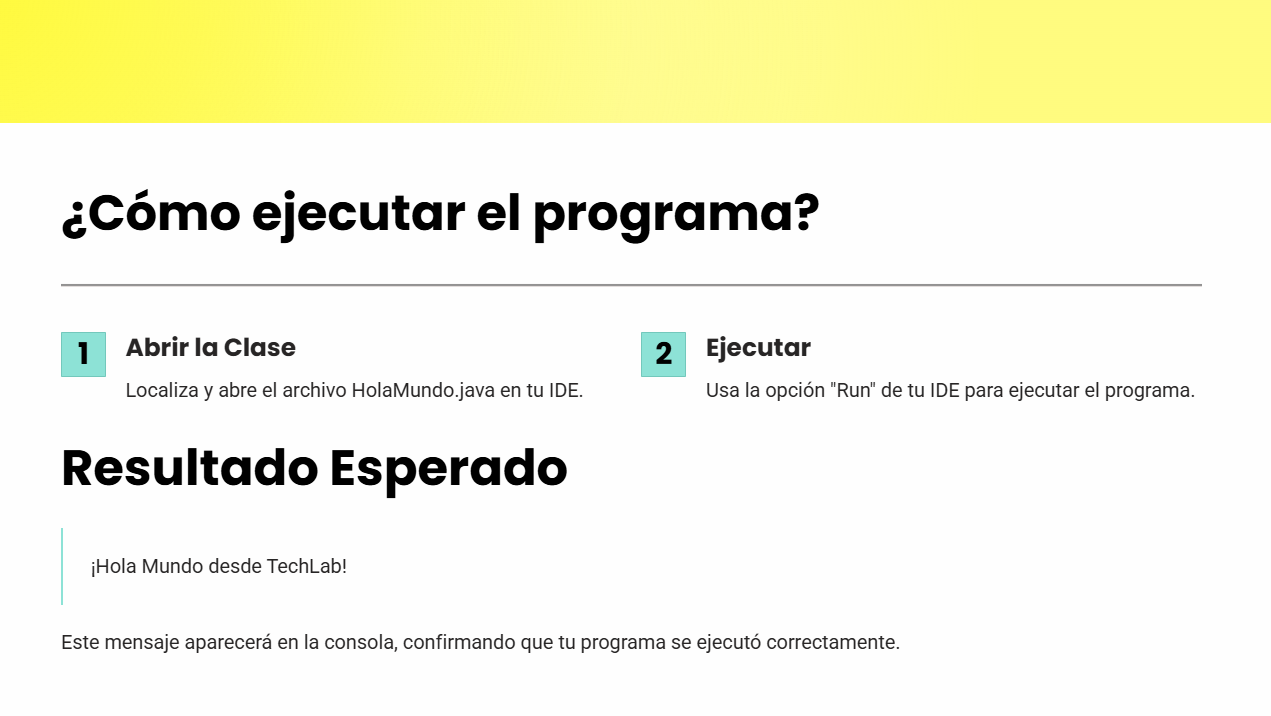 ¿Cómo ejecutar el programa?
1
Abrir la Clase
Localiza y abre el archivo HolaMundo.java en tu IDE.
2
Ejecutar
Usa la opción "Run" de tu IDE para ejecutar el programa.
Resultado Esperado
¡Hola Mundo desde TechLab!
Este mensaje aparecerá en la consola, confirmando que tu programa se ejecutó correctamente.